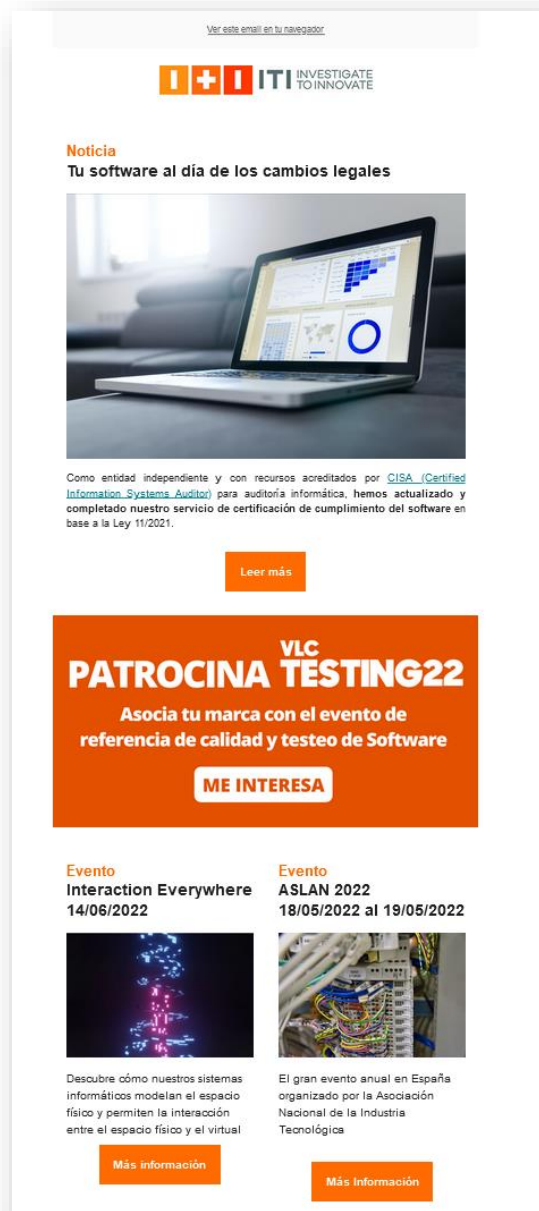 Ver este email en tu navegador
I+I ITI INVESTIGATE
TO INNOVATE
Noticia
Tu software al día de los cambios legales
Como entidad independiente y con recursos acreditados por CISA (Certified
Information Systems Auditor) para auditoría informática, hemos actualizado y
completado nuestro servicio de certificación de cumplimiento del software en
base a la Ley 11/2021.
Leer más
PATROCINA VLC TESTING22
Asocia tu marca con el evento de
referencia de calidad y testeo de Software
ME INTERESA
Evento
Interaction Everywhere
14/06/2022
Descubre cómo nuestros sistemas
informáticos modelan el espacio
físico y permiten la interacción
entre el espacio físico y el virtual
Más información
Evento
ASLAN 2022
18/05/2022 al 19/05/2022
El gran evento anual en España
organizado por la Asociación
Nacional de la Industria
Tecnológica
Más Información